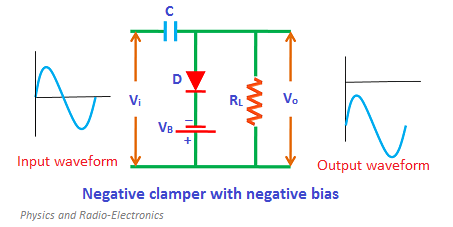 C
D
Vi
RL
Vo
VB
−
+
Input waveform
Output waveform
Negative clamper with negative bias
Physics and Radio-Electronics